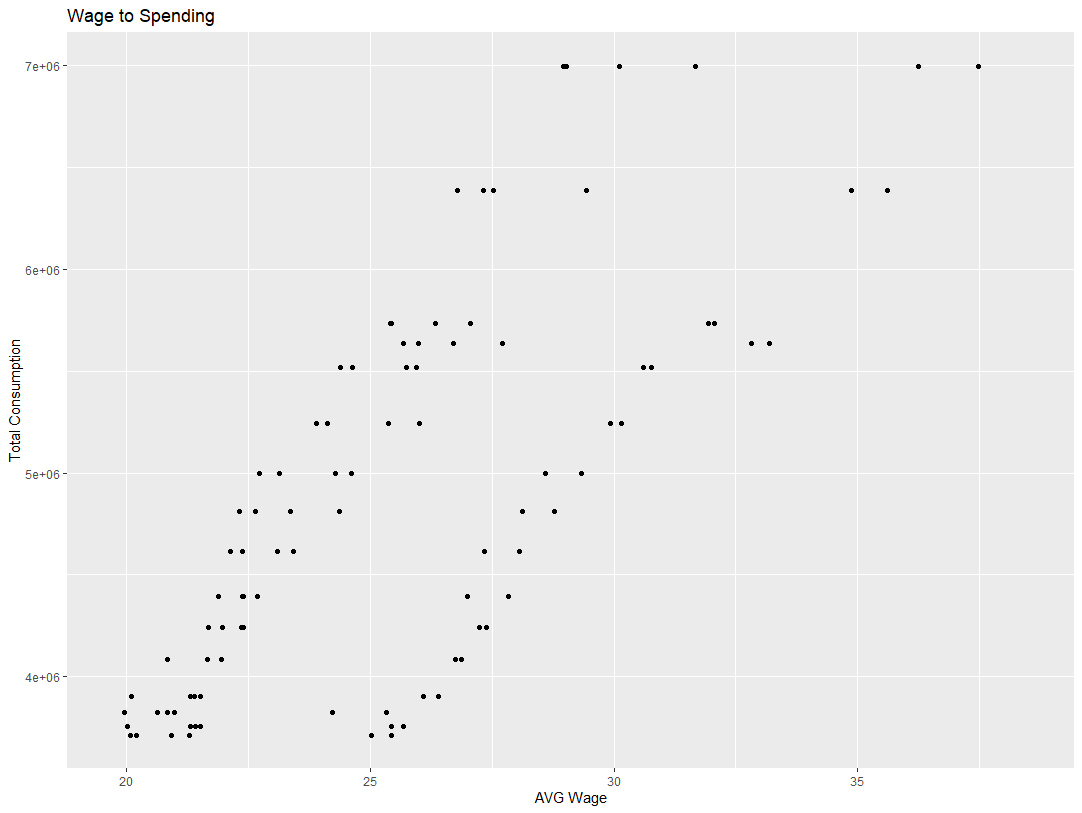 Wage to Spending
7e+06
6e+06
5e+06
4e+06
Total Consumption
20
25
30
35
AVG Wage